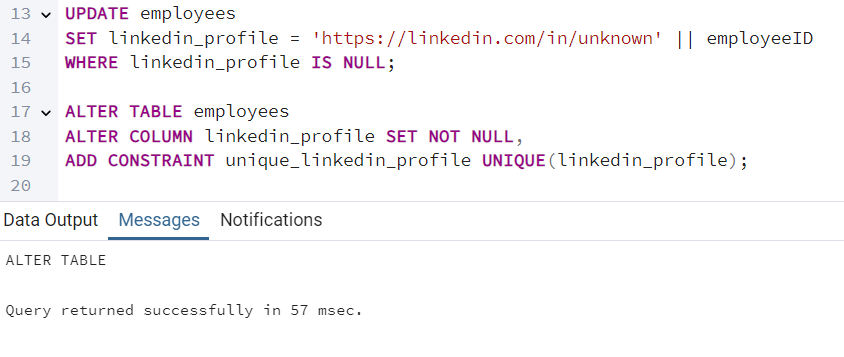 13 UPDATE employees
14 SET linkedin_profile = 'https://linkedin.com/in/unknown' || employeeID
15 WHERE linkedin_profile IS NULL;
16
17 ALTER TABLE employees
18 ALTER COLUMN linkedin_profile SET NOT NULL,
19 ADD CONSTRAINT unique_linkedin_profile UNIQUE(linkedin_profile);
20
Data Output Messages Notifications
ALTER TABLE
Query returned successfully in 57 msec.